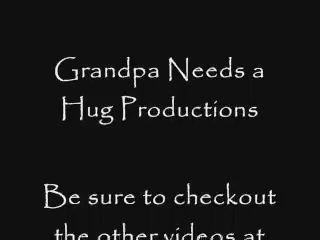 Grandpa Needs a
Hug Productions
Be sure to checkout
the other videos at